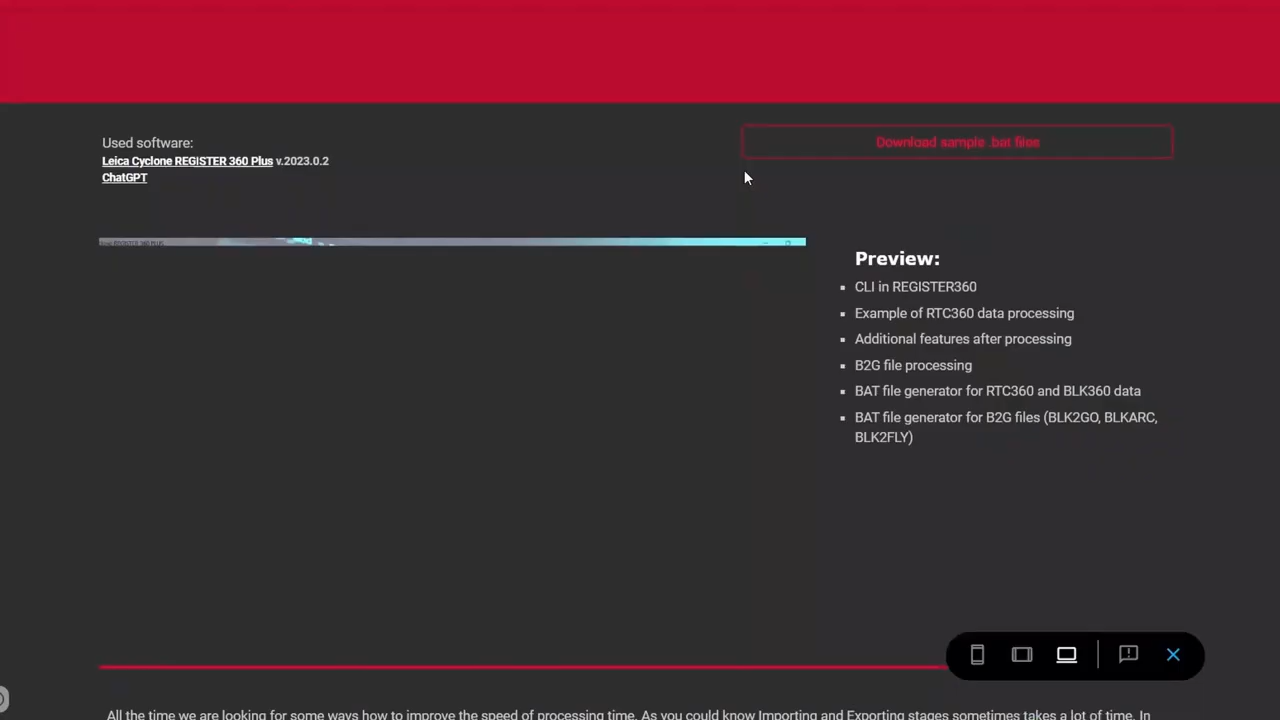 Used software:
Leica Cyclone REGISTER 360 Plus v.2023.0.2
ChatGPT
Download sample .bat files
Preview:
CLI in REGISTER360
Example of RTC360 data processing
Additional features after processing
B2G file processing
BAT file generator for RTC360 and BLK360 data
BAT file generator for B2G files (BLK2GO, BLKARC,
BLK2FLY)
All the time we are looking for some ways how to improve the speed of processing time. As you could know Importing and Exporting stages sometimes takes a lot of time. In